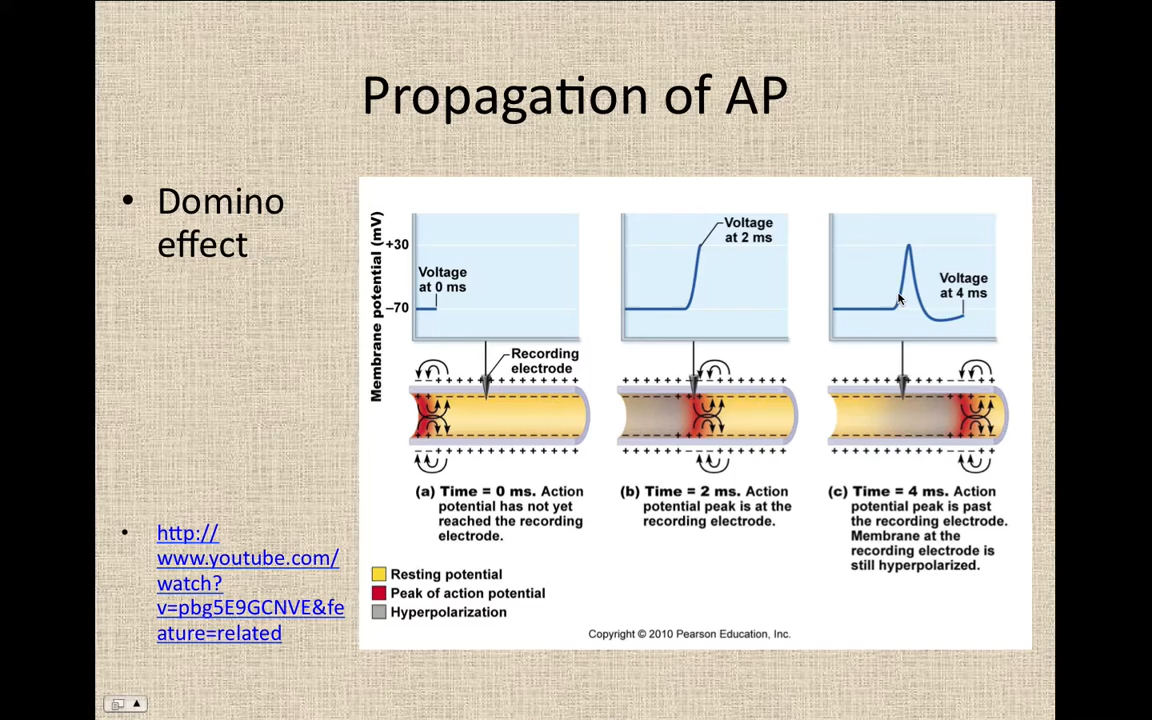 Propagation of AP
• Domino
effect
• http://
www.youtube.com/
watch?
v=pbg5E9GCNVE&fe
ature=related
Membrane potential (mV)
+30
–70
Voltage
at 0 ms
Voltage
at 2 ms
Voltage
at 4 ms
Recording
electrode
(a) Time = 0 ms. Action
potential has not yet
reached the recording
electrode.
(b) Time = 2 ms. Action
potential peak is at the
recording electrode.
(c) Time = 4 ms. Action
potential peak is past
the recording electrode.
Membrane at the
recording electrode is
still hyperpolarized.
Resting potential
Peak of action potential
Hyperpolarization
Copyright © 2010 Pearson Education, Inc.